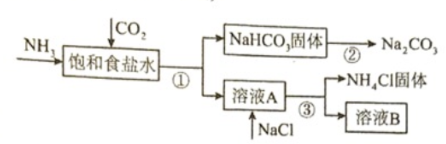 CO₂
NH₃
饱和食盐水
①
NaHCO₃固体
②
Na₂CO₃
溶液A
③
NH₄Cl固体
溶液B
NaCl